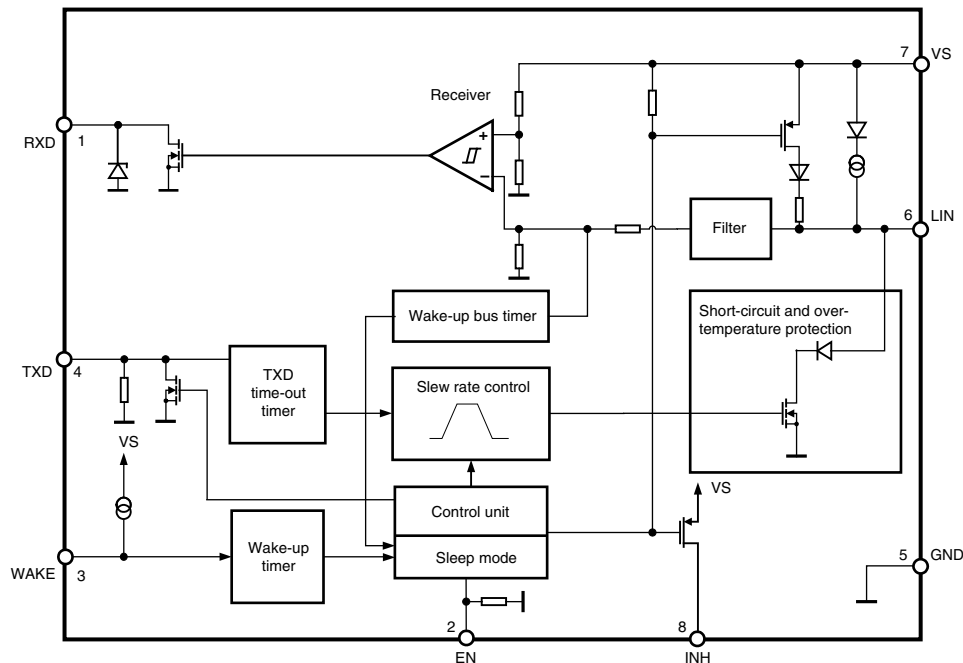 7
VS
Receiver
RXD
1
+
−
6
LIN
Filter
Wake-up bus timer
Short-circuit and over-
temperature protection
TXD
4
TXD
time-out
timer
Slew rate control
VS
VS
Control unit
Sleep mode
WAKE
3
Wake-up
timer
5
GND
2
EN
8
INH